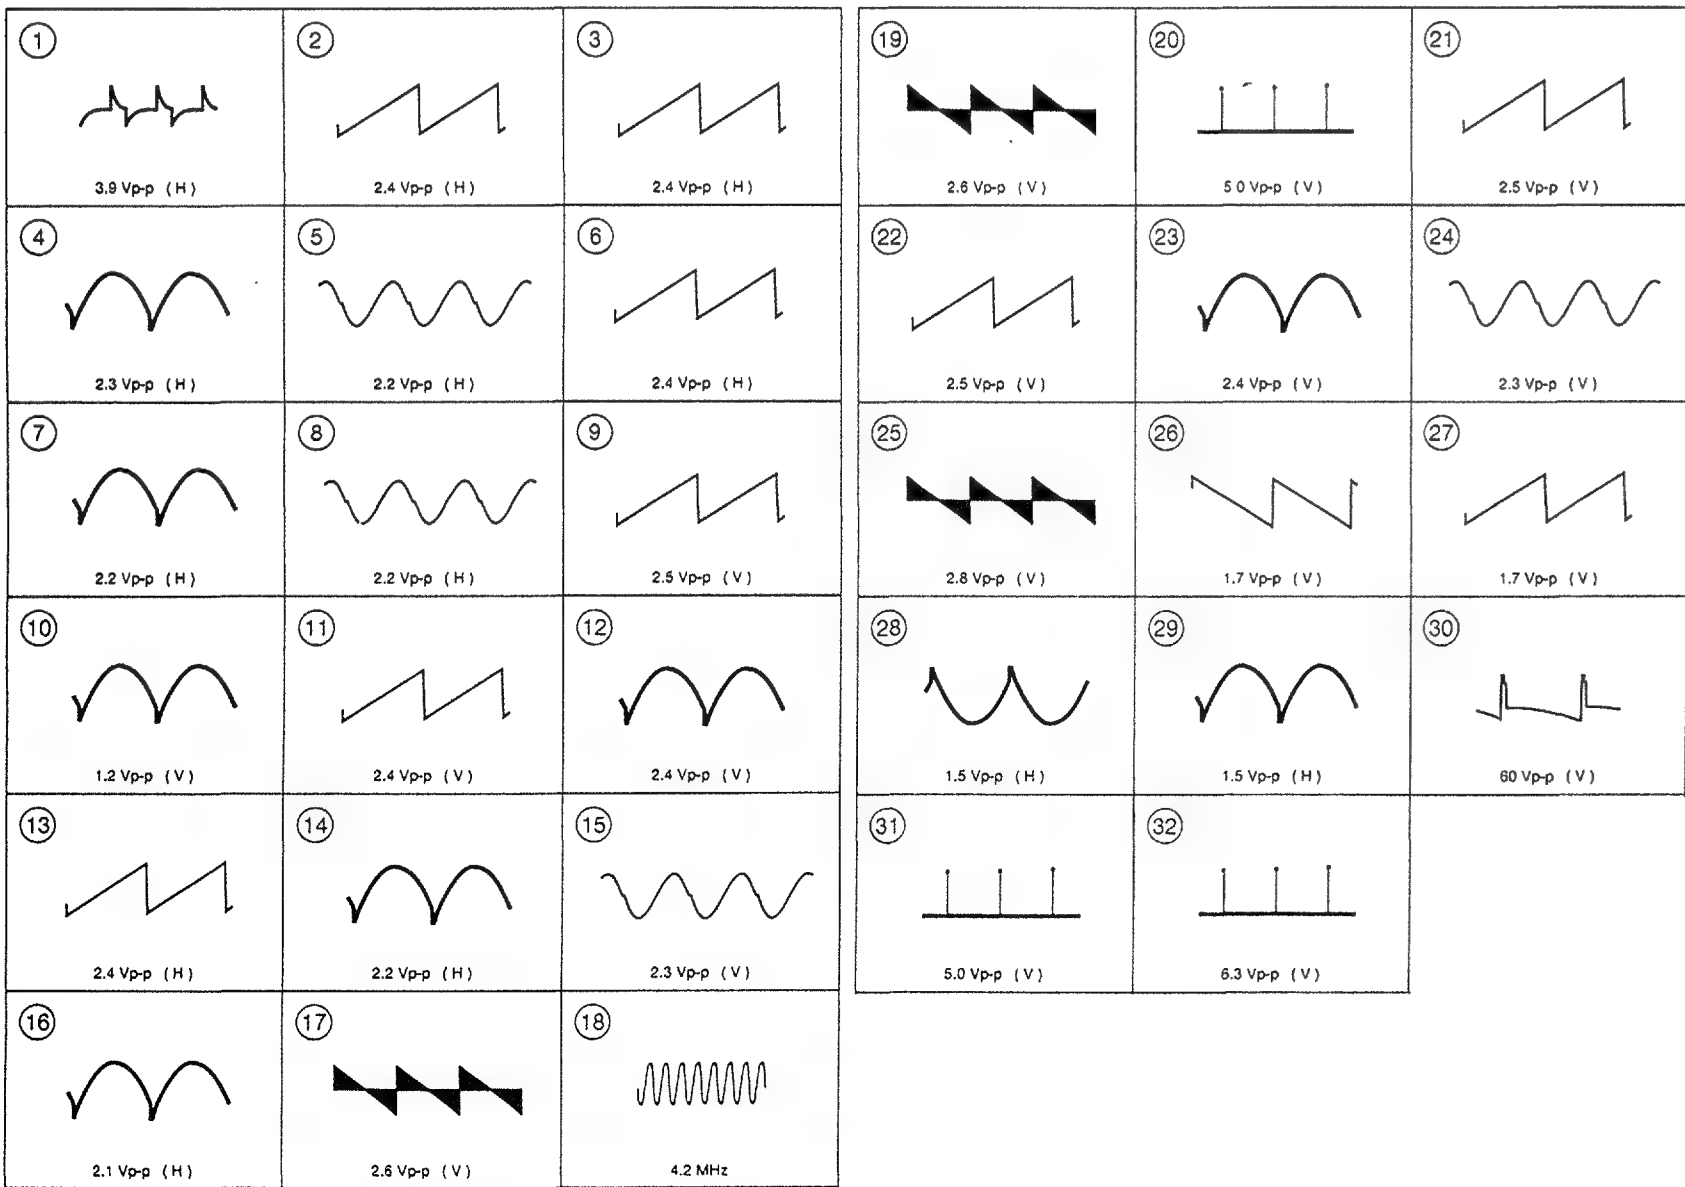 1 2 3
3.9 Vp-p (H) 2.4 Vp-p (H) 2.4 Vp-p (H)
4 5 6
2.3 Vp-p (H) 2.2 Vp-p (H) 2.4 Vp-p (H)
7 8 9
2.2 Vp-p (H) 2.2 Vp-p (H) 2.5 Vp-p (V)
10 11 12
1.2 Vp-p (V) 2.4 Vp-p (V) 2.4 Vp-p (V)
13 14 15
2.4 Vp-p (H) 2.2 Vp-p (H) 2.3 Vp-p (V)
16 17 18
2.1 Vp-p (H) 2.6 Vp-p (V) 4.2 MHz
19 20 21
2.6 Vp-p (V) 5 0 Vp-p (V) 2.5 Vp-p (V)
22 23 24
2.5 Vp-p (V) 2.4 Vp-p (V) 2.3 Vp-p (V)
25 26 27
2.8 Vp-p (V) 1.7 Vp-p (V) 1.7 Vp-p (V)
28 29 30
1.5 Vp-p (H) 1.5 Vp-p (H) 60 Vp-p (V)
31 32
5.0 Vp-p (V) 6.3 Vp-p (V)